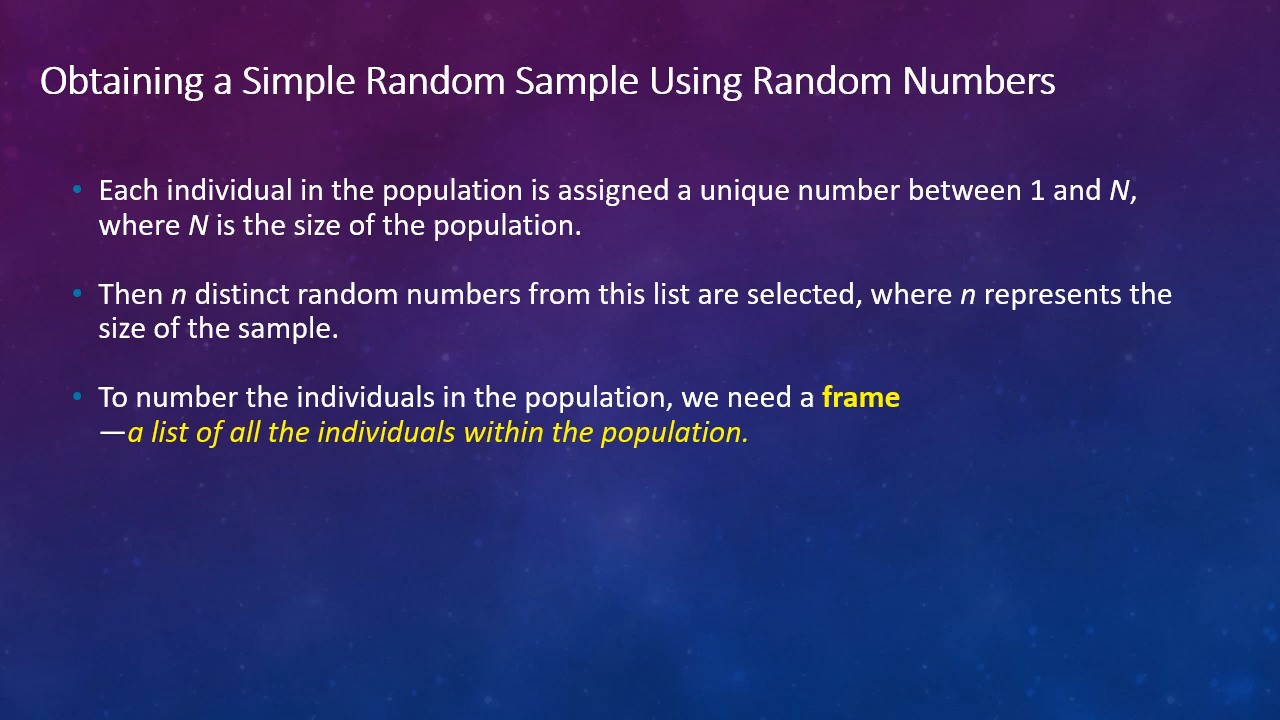 Obtaining a Simple Random Sample Using Random Numbers
• Each individual in the population is assigned a unique number between 1 and N,
where N is the size of the population.
• Then n distinct random numbers from this list are selected, where n represents the
size of the sample.
• To number the individuals in the population, we need a frame
—a list of all the individuals within the population.